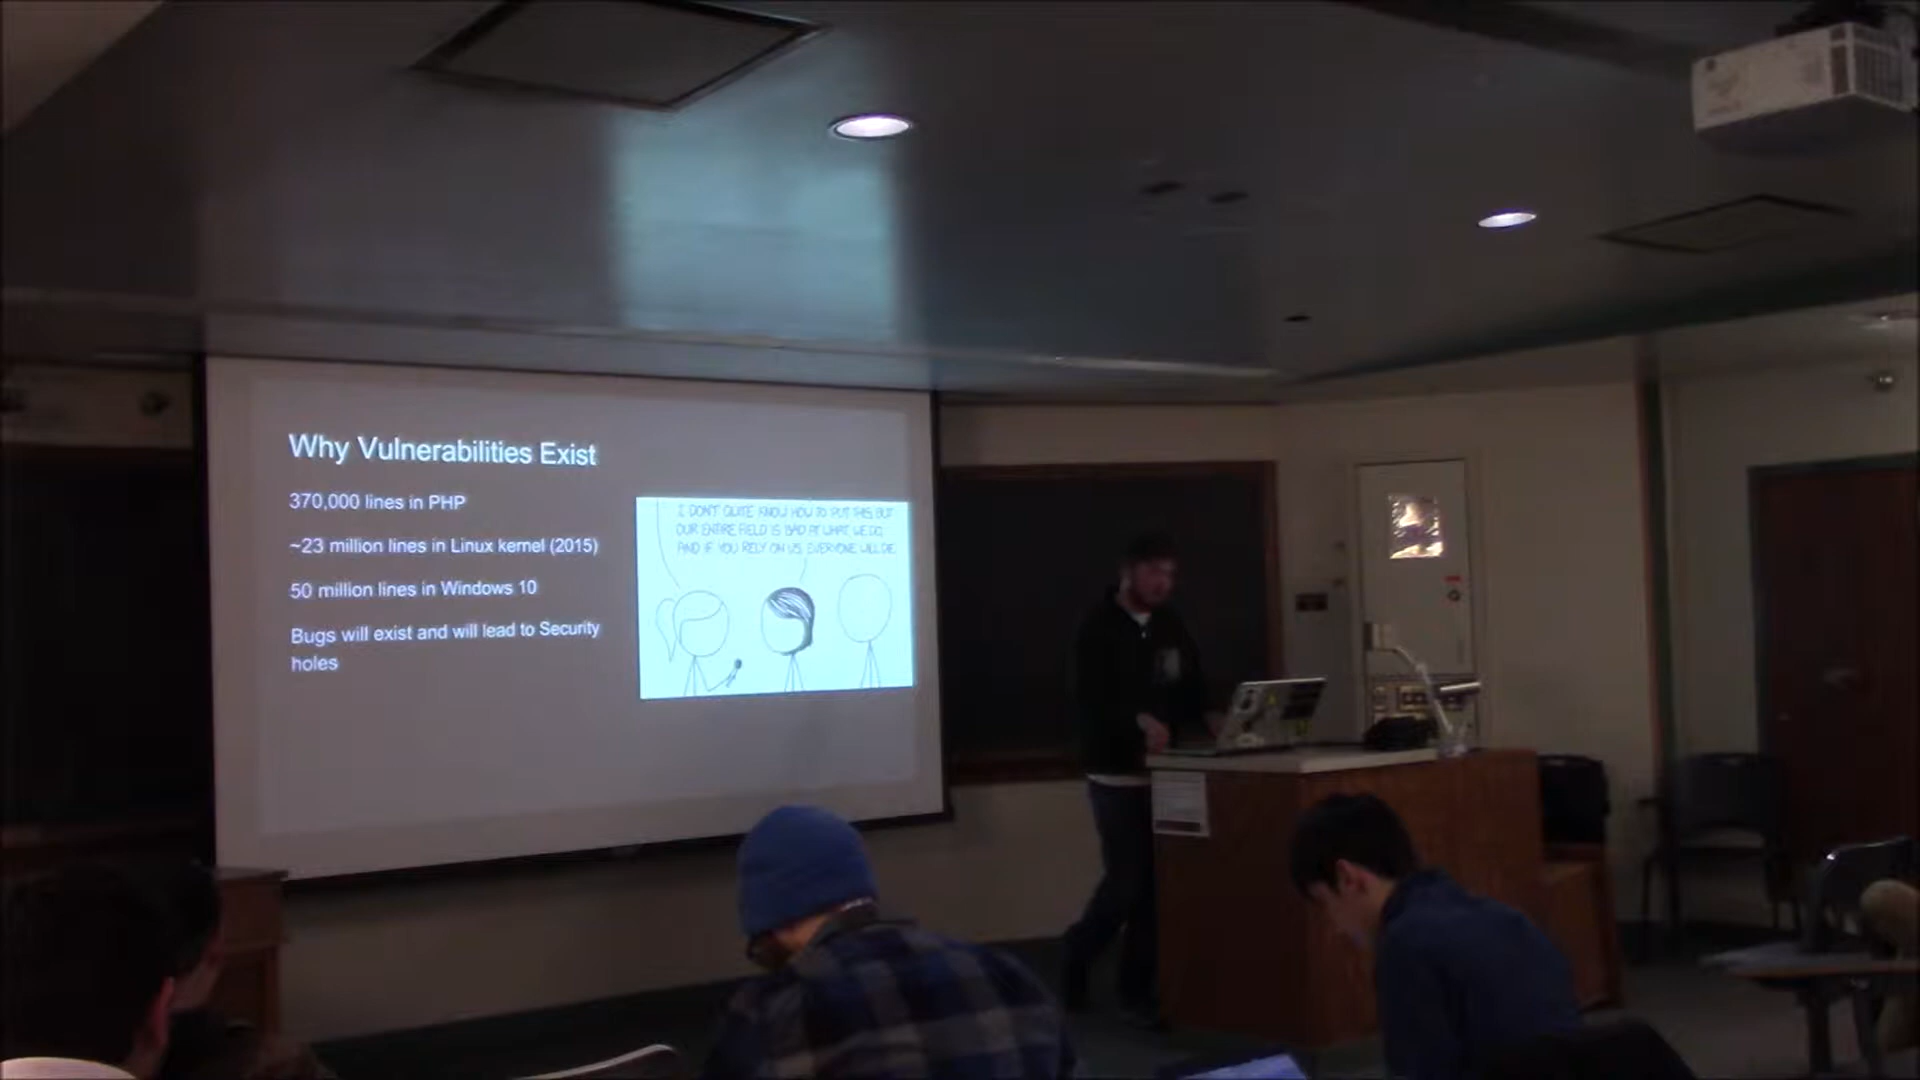 Why Vulnerabilities Exist
370,000 lines in PHP
~23 million lines in Linux kernel (2015)
50 million lines in Windows 10
Bugs will exist and will lead to Security
holes
I DON'T QUITE KNOW HOW TO PUT THIS, BUT
OUR ENTIRE FIELD IS BAD AT WHAT WE DO,
AND IF YOU RELY ON US, EVERYONE WILL DIE.